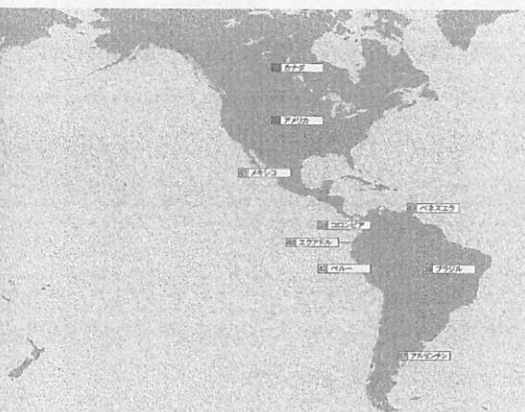 カナダ
アメリカ
メキシコ
ベネズエラ
コロンビア
エクアドル
ペルー
ブラジル
アルゼンチン